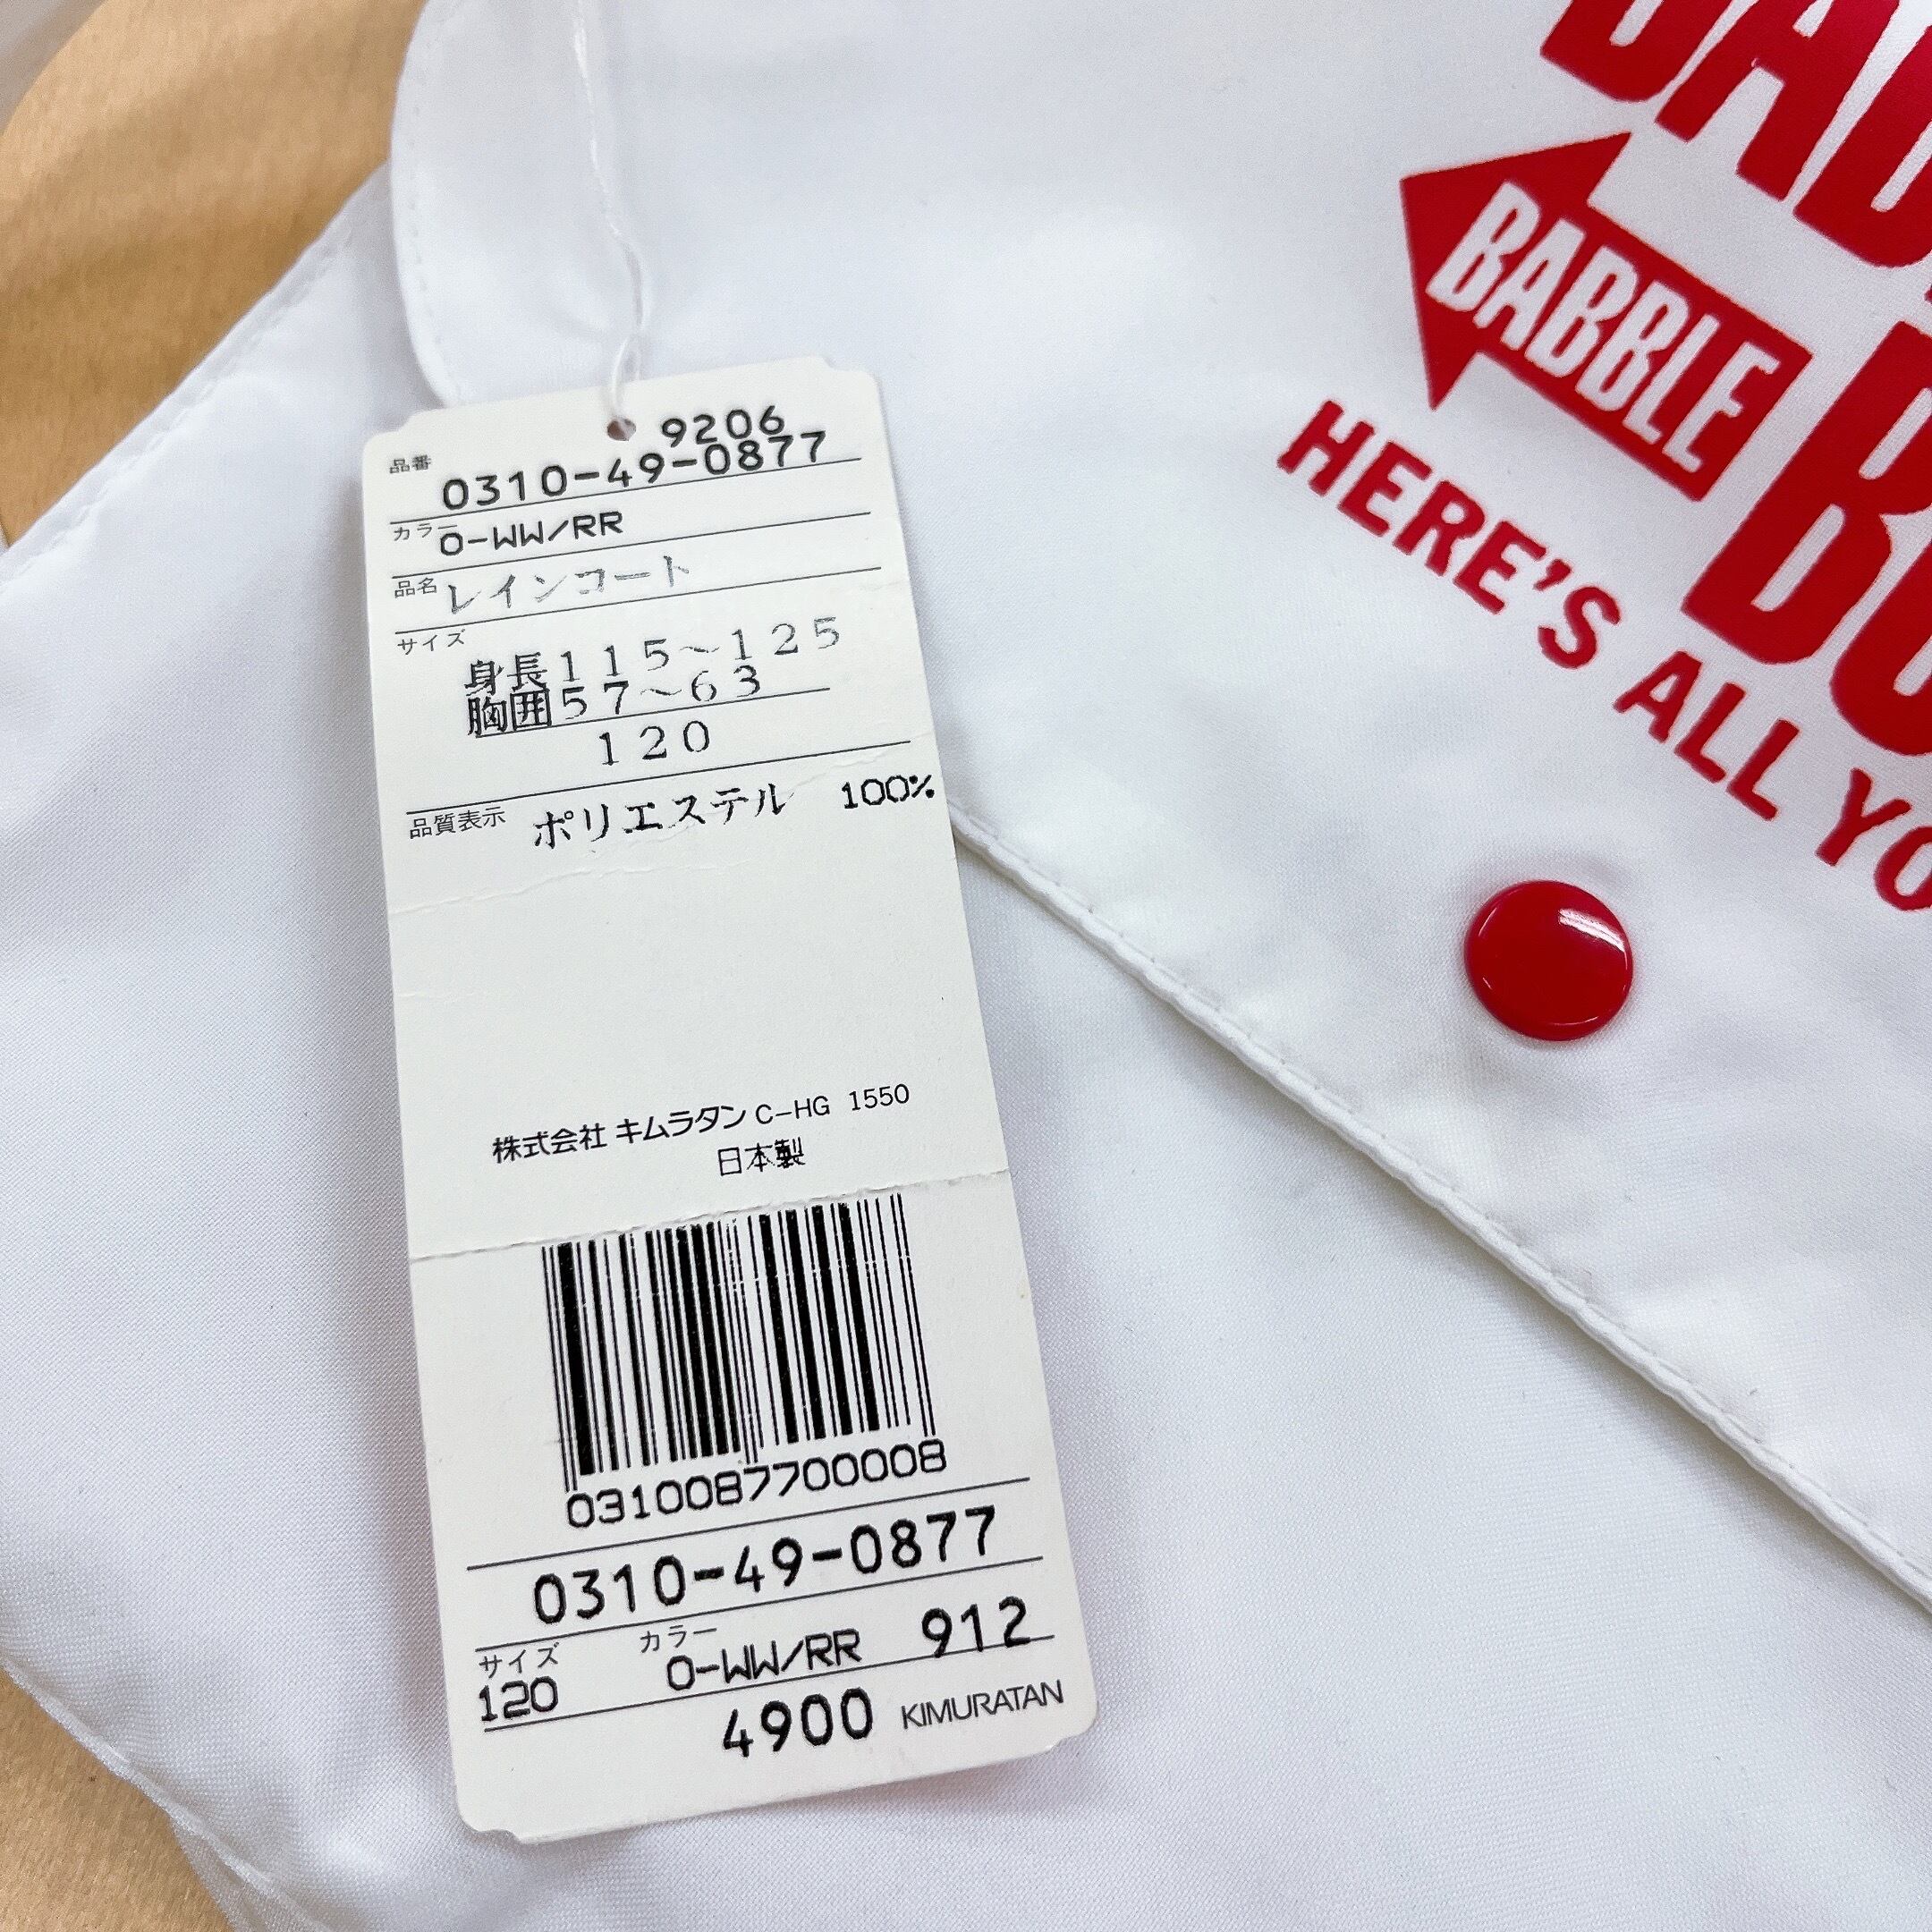 9206
品番 0310-49-0877
カラー 0-WW/RR
品名 レインコート
サイズ
身長115〜125
胸囲57〜63
120
品質表示 ポリエステル 100%
株式会社 キムラタン C-HG 1550
日本製
0310087700008
0310-49-0877
サイズ カラー
120 0-WW/RR 912
4900 KIMURATAN
BABBLE
HERE'S ALL YO